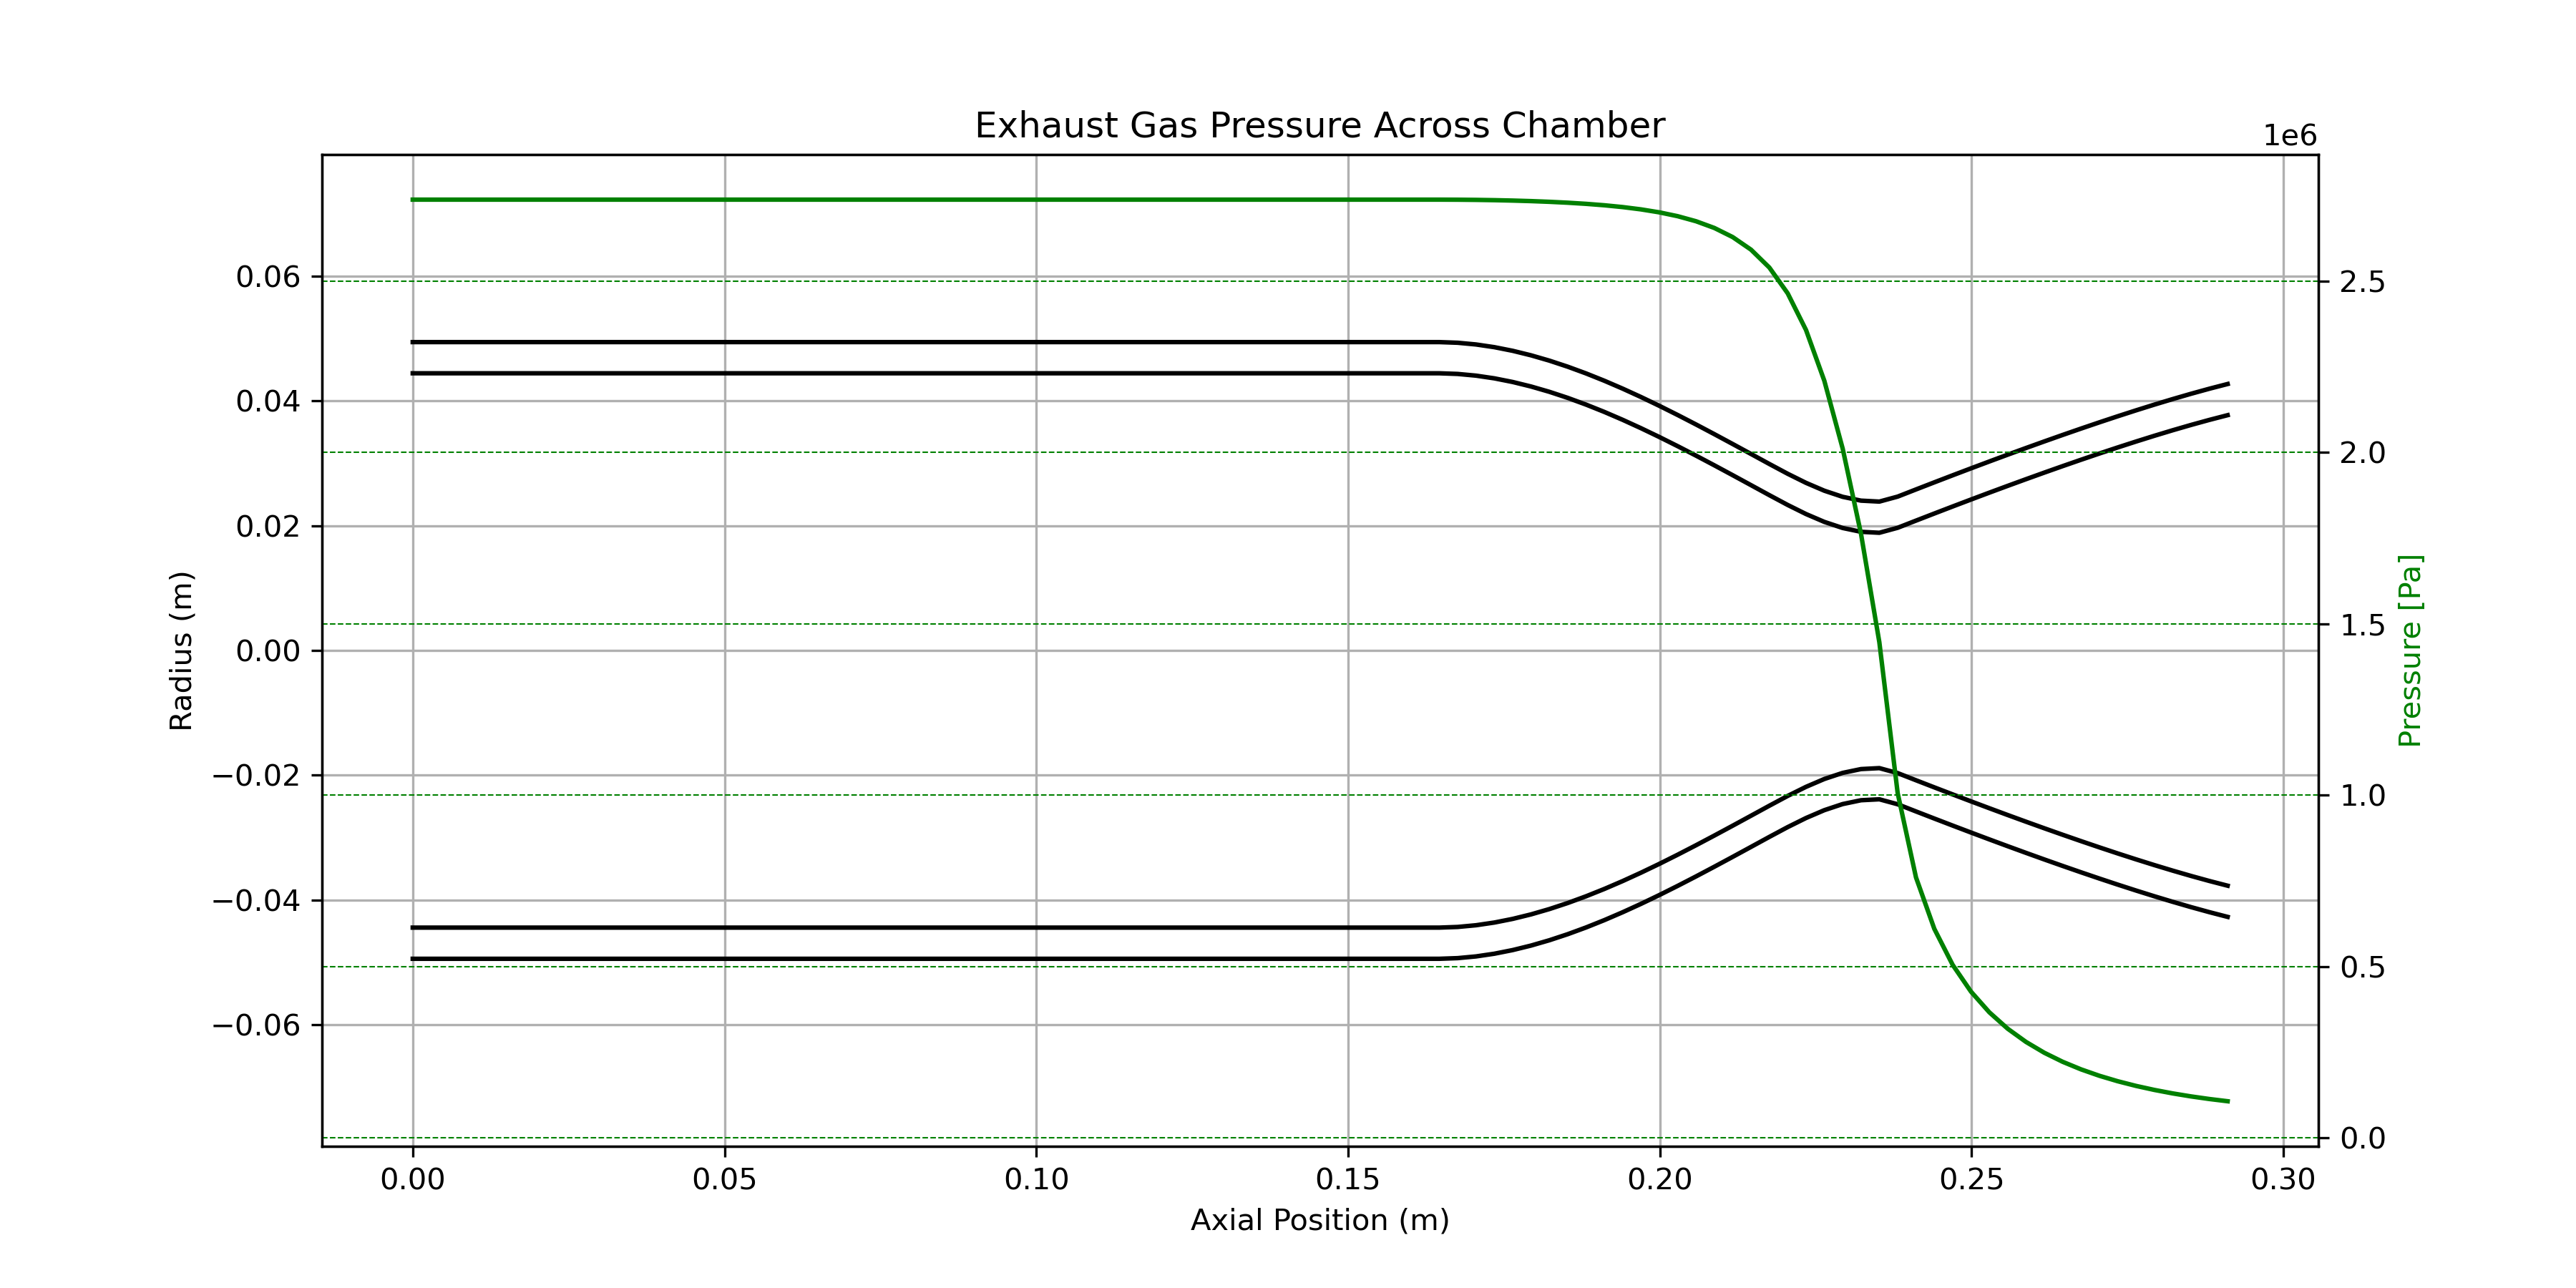 Exhaust Gas Pressure Across Chamber
1e6
0.06
0.04
0.02
0.00
−0.02
−0.04
−0.06
Radius (m)
2.5
2.0
1.5
1.0
0.5
0.0
Pressure [Pa]
0.00 0.05 0.10 0.15 0.20 0.25 0.30
Axial Position (m)